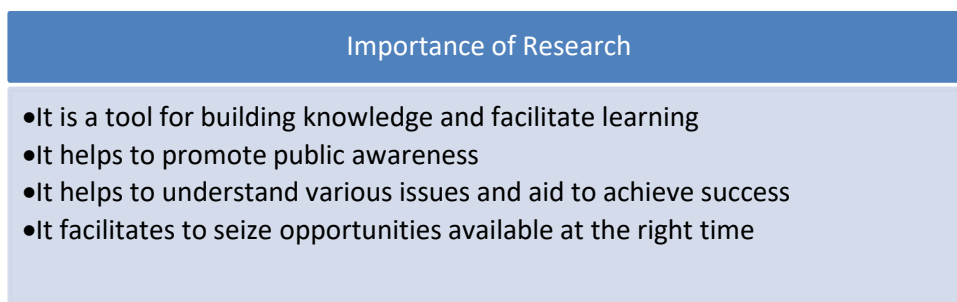 Importance of Research
•It is a tool for building knowledge and facilitate learning
•It helps to promote public awareness
•It helps to understand various issues and aid to achieve success
•It facilitates to seize opportunities available at the right time